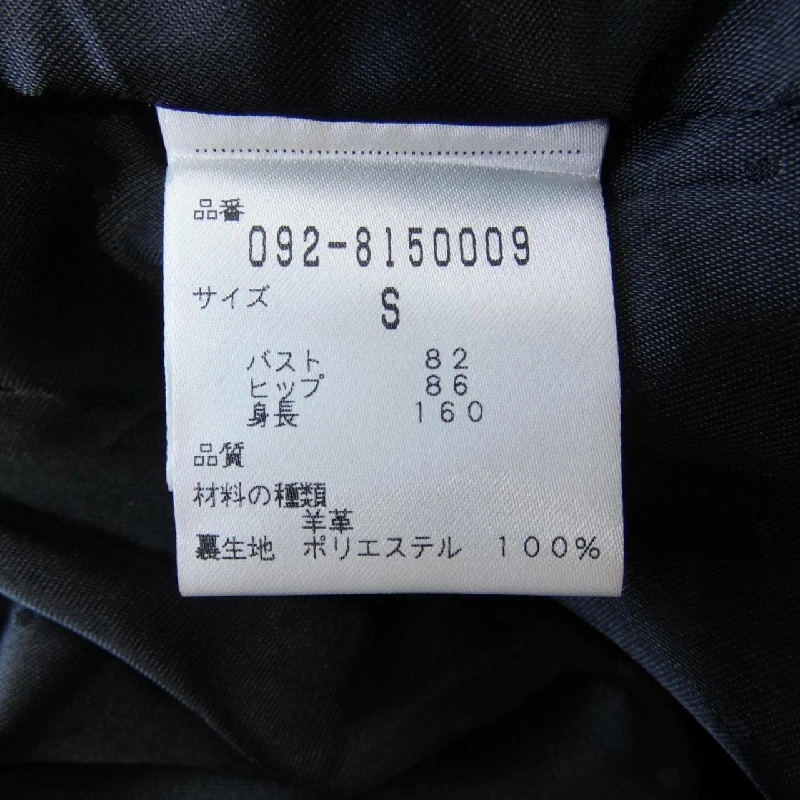 品番
092-8150009
サイズ
S
バスト 82
ヒップ 86
身長 160
品質
材料の種類
羊革
裏生地 ポリエステル 100%